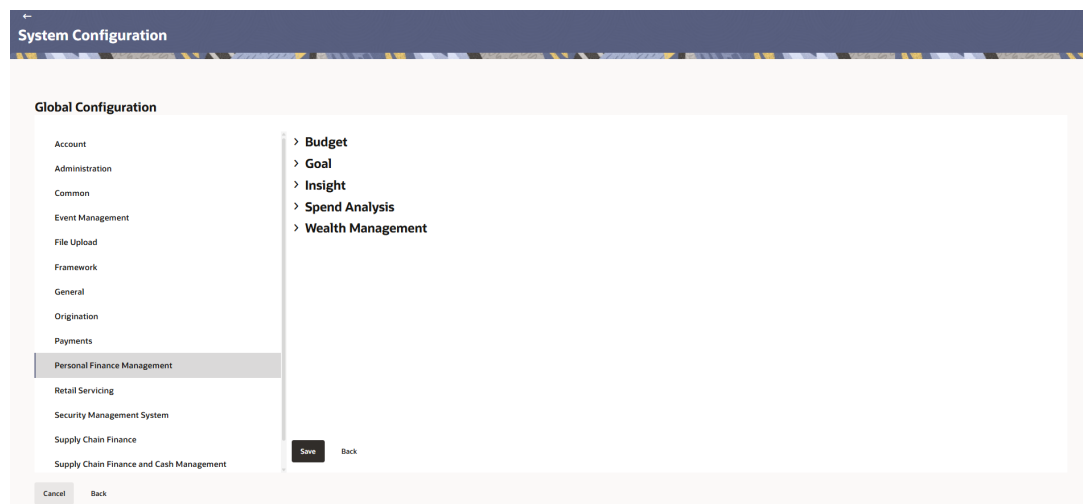 ←
System Configuration
Global Configuration
Account
Administration
Common
Event Management
File Upload
Framework
General
Origination
Payments
Personal Finance Management
Retail Servicing
Security Management System
Supply Chain Finance
Supply Chain Finance and Cash Management
> Budget
> Goal
> Insight
> Spend Analysis
> Wealth Management
Save Back
Cancel Back